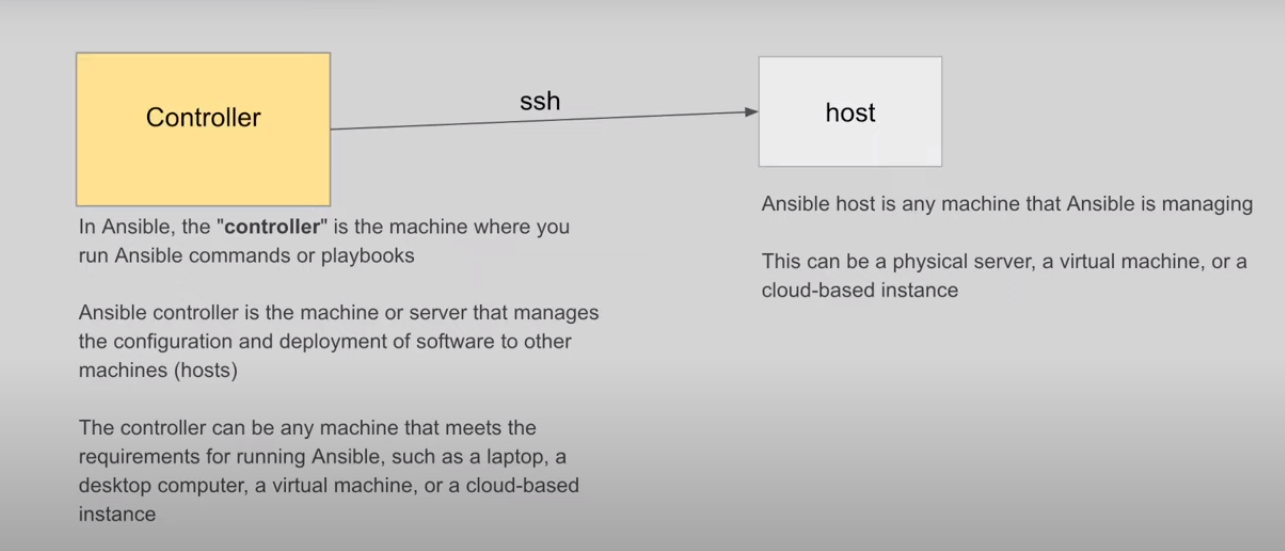 Controller
ssh
host
In Ansible, the "controller" is the machine where you
run Ansible commands or playbooks
Ansible controller is the machine or server that manages
the configuration and deployment of software to other
machines (hosts)
The controller can be any machine that meets the
requirements for running Ansible, such as a laptop, a
desktop computer, a virtual machine, or a cloud-based
instance
Ansible host is any machine that Ansible is managing
This can be a physical server, a virtual machine, or a
cloud-based instance